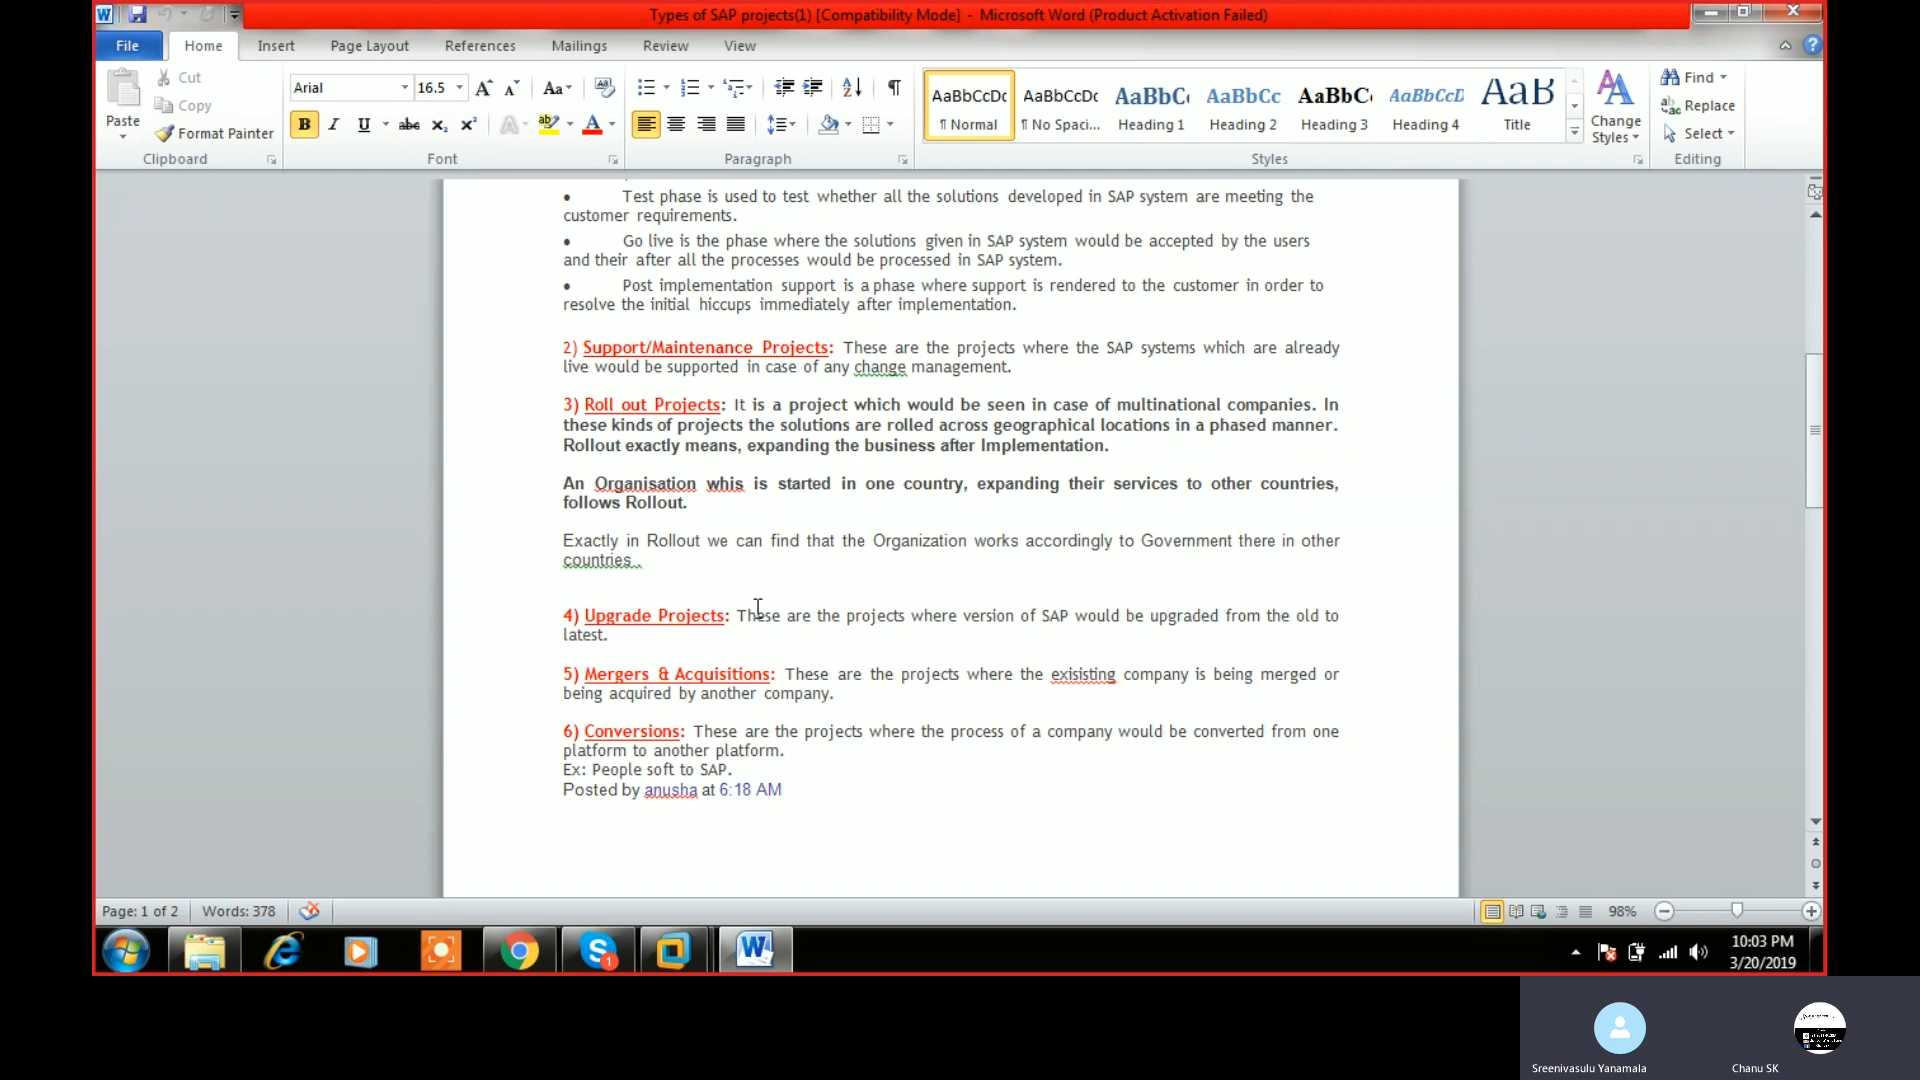 Types of SAP projects(1) [Compatibility Mode] - Microsoft Word (Product Activation Failed)
File Home Insert Page Layout References Mailings Review View
Cut
Copy
Paste
Format Painter
Clipboard
Arial 16.5
Font
Paragraph
AaBbCcDc AaBbCcDc AaBbC AaBbCc AaBbC AaBbCcD AaB
¶ Normal ¶ No Spaci... Heading 1 Heading 2 Heading 3 Heading 4 Title
Styles
Change
Styles
Find
Replace
Select
Editing
• Test phase is used to test whether all the solutions developed in SAP system are meeting the
customer requirements.
• Go live is the phase where the solutions given in SAP system would be accepted by the users
and their after all the processes would be processed in SAP system.
• Post implementation support is a phase where support is rendered to the customer in order to
resolve the initial hiccups immediately after implementation.
2) Support/Maintenance Projects: These are the projects where the SAP systems which are already
live would be supported in case of any change management.
3) Roll out Projects: It is a project which would be seen in case of multinational companies. In
these kinds of projects the solutions are rolled across geographical locations in a phased manner.
Rollout exactly means, expanding the business after Implementation.
An Organisation whis is started in one country, expanding their services to other countries,
follows Rollout.
Exactly in Rollout we can find that the Organization works accordingly to Government there in other
countries .
4) Upgrade Projects: These are the projects where version of SAP would be upgraded from the old to
latest.
5) Mergers & Acquisitions: These are the projects where the exisisting company is being merged or
being acquired by another company.
6) Conversions: These are the projects where the process of a company would be converted from one
platform to another platform.
Ex: People soft to SAP.
Posted by anusha at 6:18 AM
Page: 1 of 2 Words: 378 98%
10:03 PM
3/20/2019
Sreenivasulu Yanamala Chanu SK